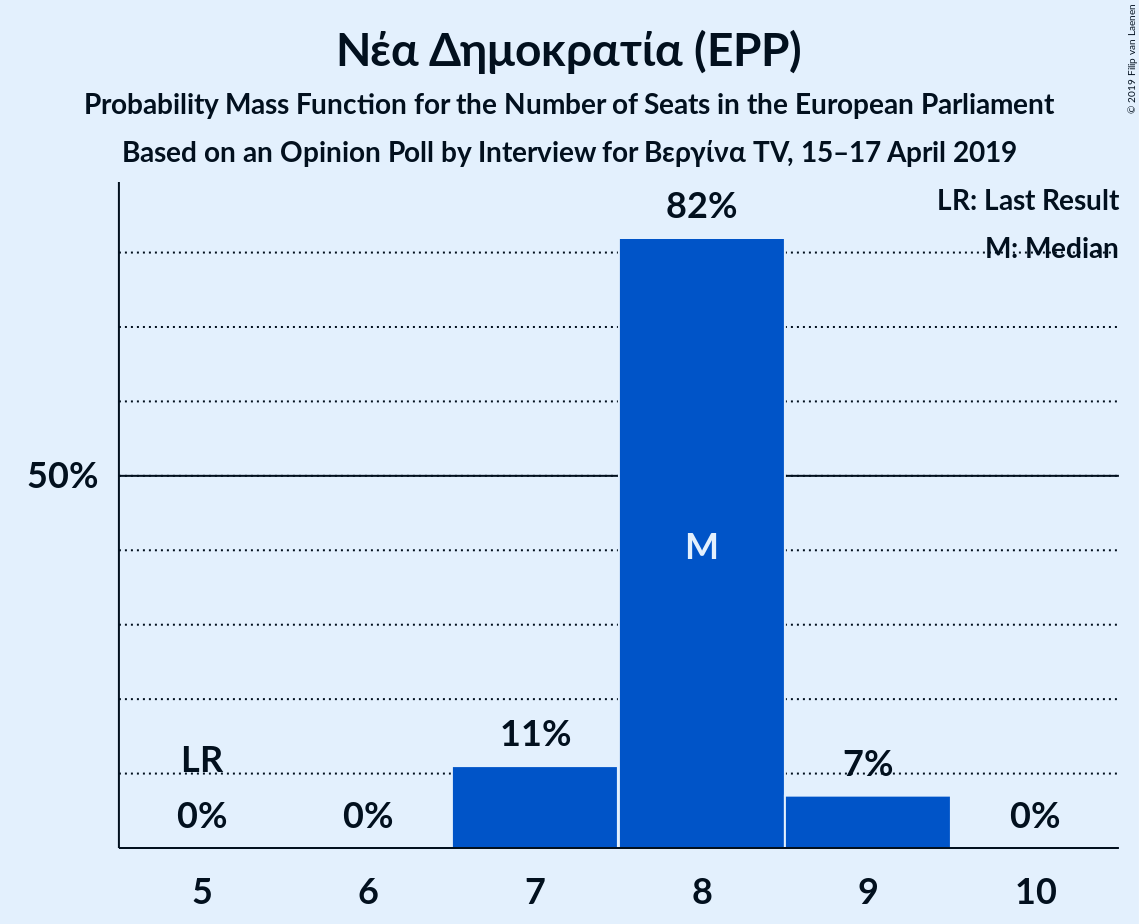 Νέα Δημοκρατία (EPP)
Probability Mass Function for the Number of Seats in the European Parliament
Based on an Opinion Poll by Interview for Βεργίνα TV, 15–17 April 2019
© 2019 Filip van Laenen
LR: Last Result
M: Median
82%
50%
M
11%
LR
7%
0%
0%
0%
5
6
7
8
9
10